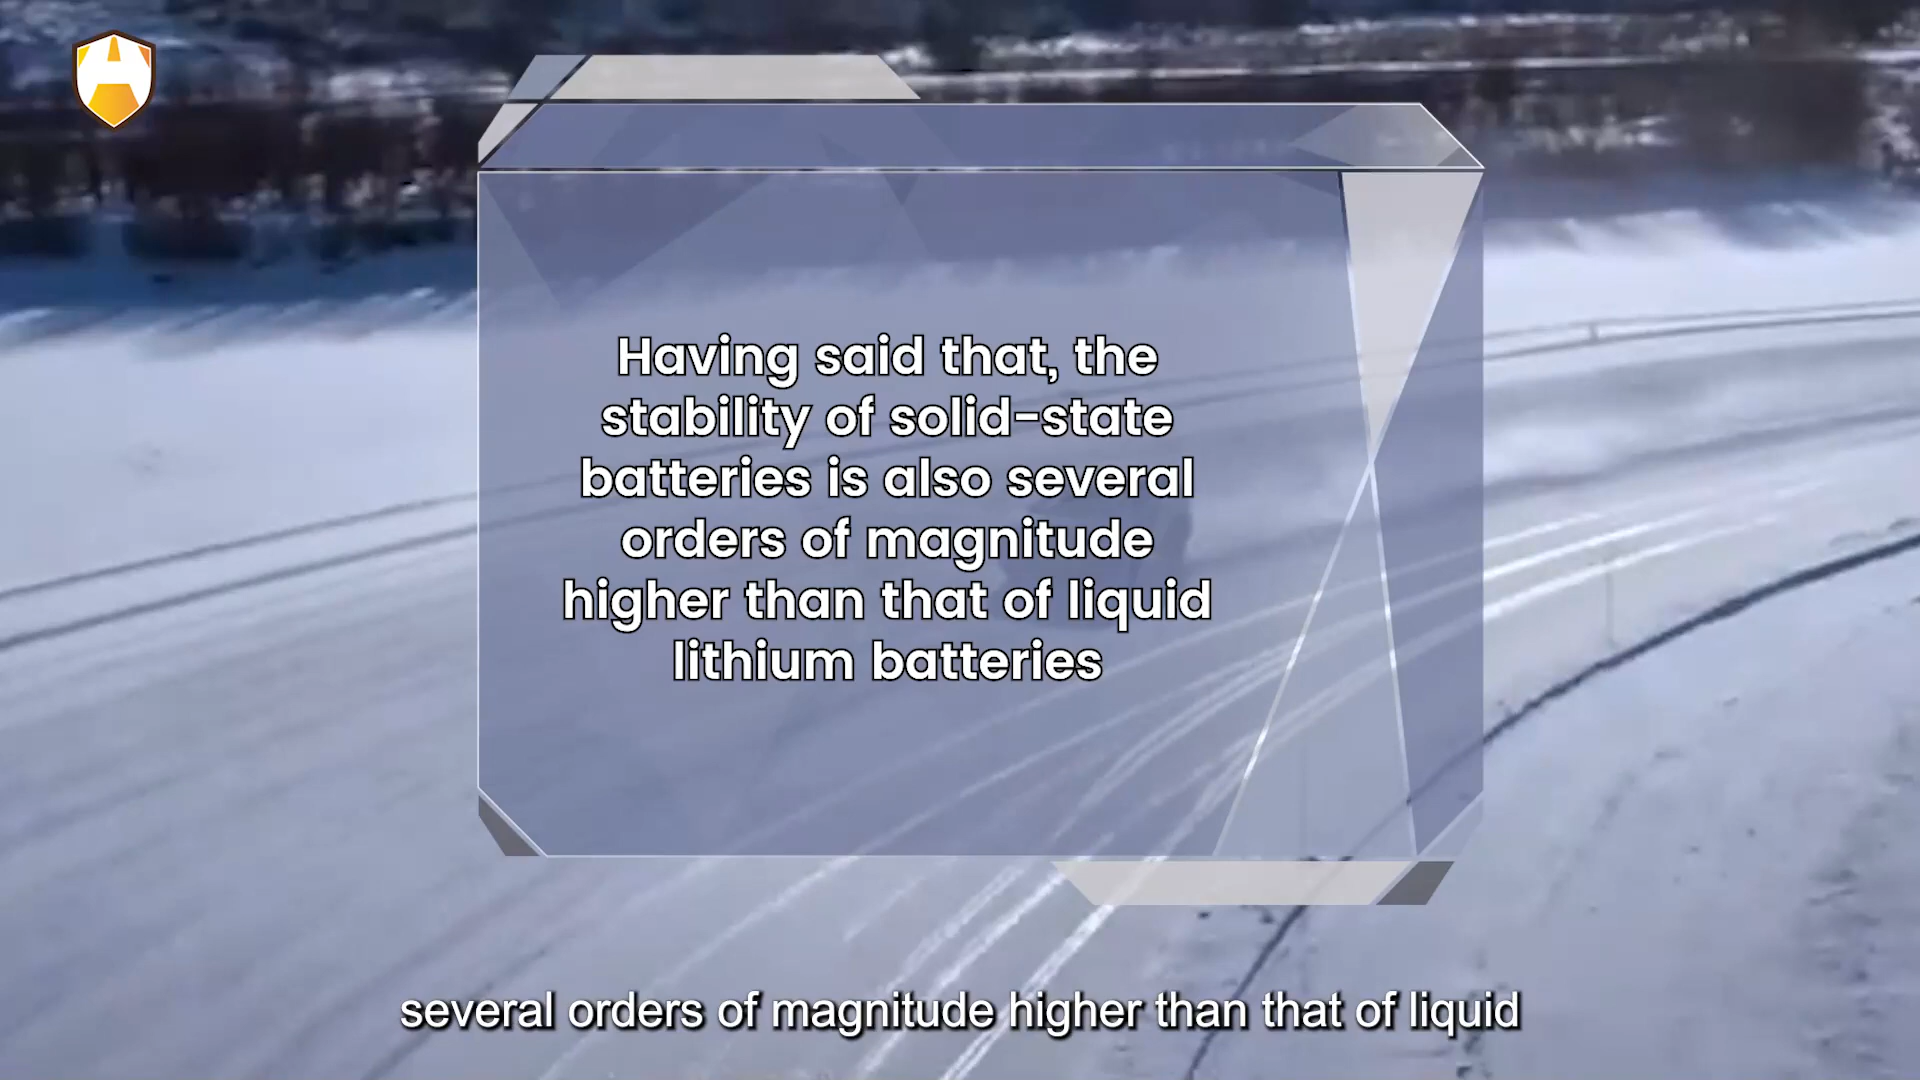 Having said that, the
stability of solid-state
batteries is also several
orders of magnitude
higher than that of liquid
lithium batteries
several orders of magnitude higher than that of liquid